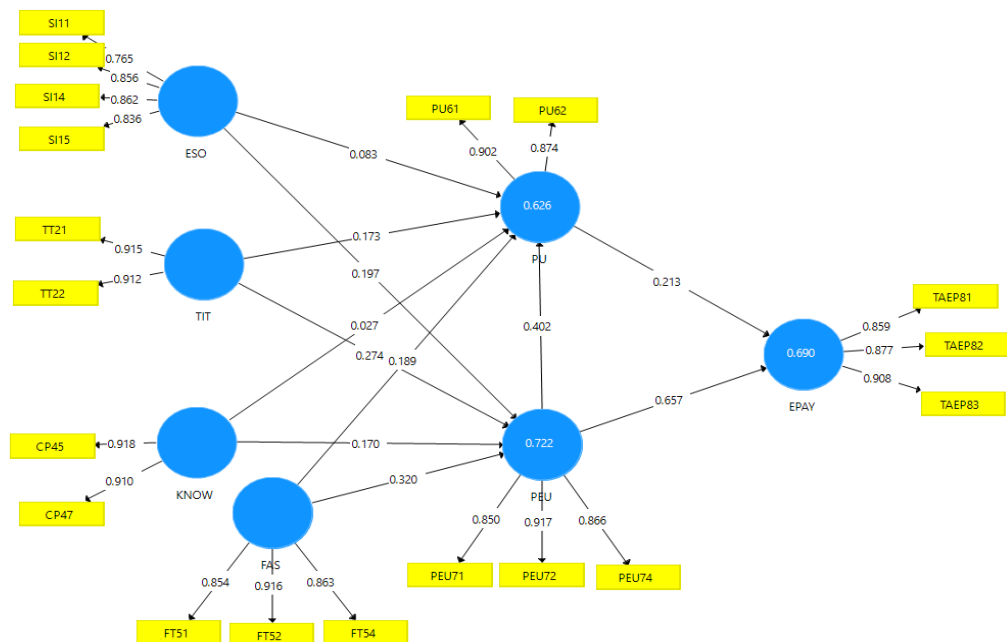 SI11
SI12
SI14
SI15
0.765
0.856
0.862
0.836
ESO
PU61
PU62
0.902
0.874
0.083
0.626
PU
TT21
TT22
0.915
0.912
TIT
0.173
0.197
0.027
0.274
0.189
0.402
0.213
0.657
0.690
EPAY
0.859
0.877
0.908
TAEP81
TAEP82
TAEP83
CP45
CP47
0.918
0.910
KNOW
0.170
0.320
0.722
PEU
FAS
0.854
0.916
0.863
FT51
FT52
FT54
0.850
0.917
0.866
PEU71
PEU72
PEU74